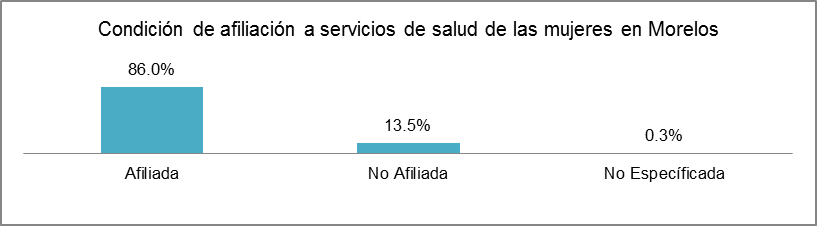 Condición de afiliación a servicios de salud de las mujeres en Morelos
86.0%
13.5%
0.3%
Afiliada
No Afiliada
No Específicada